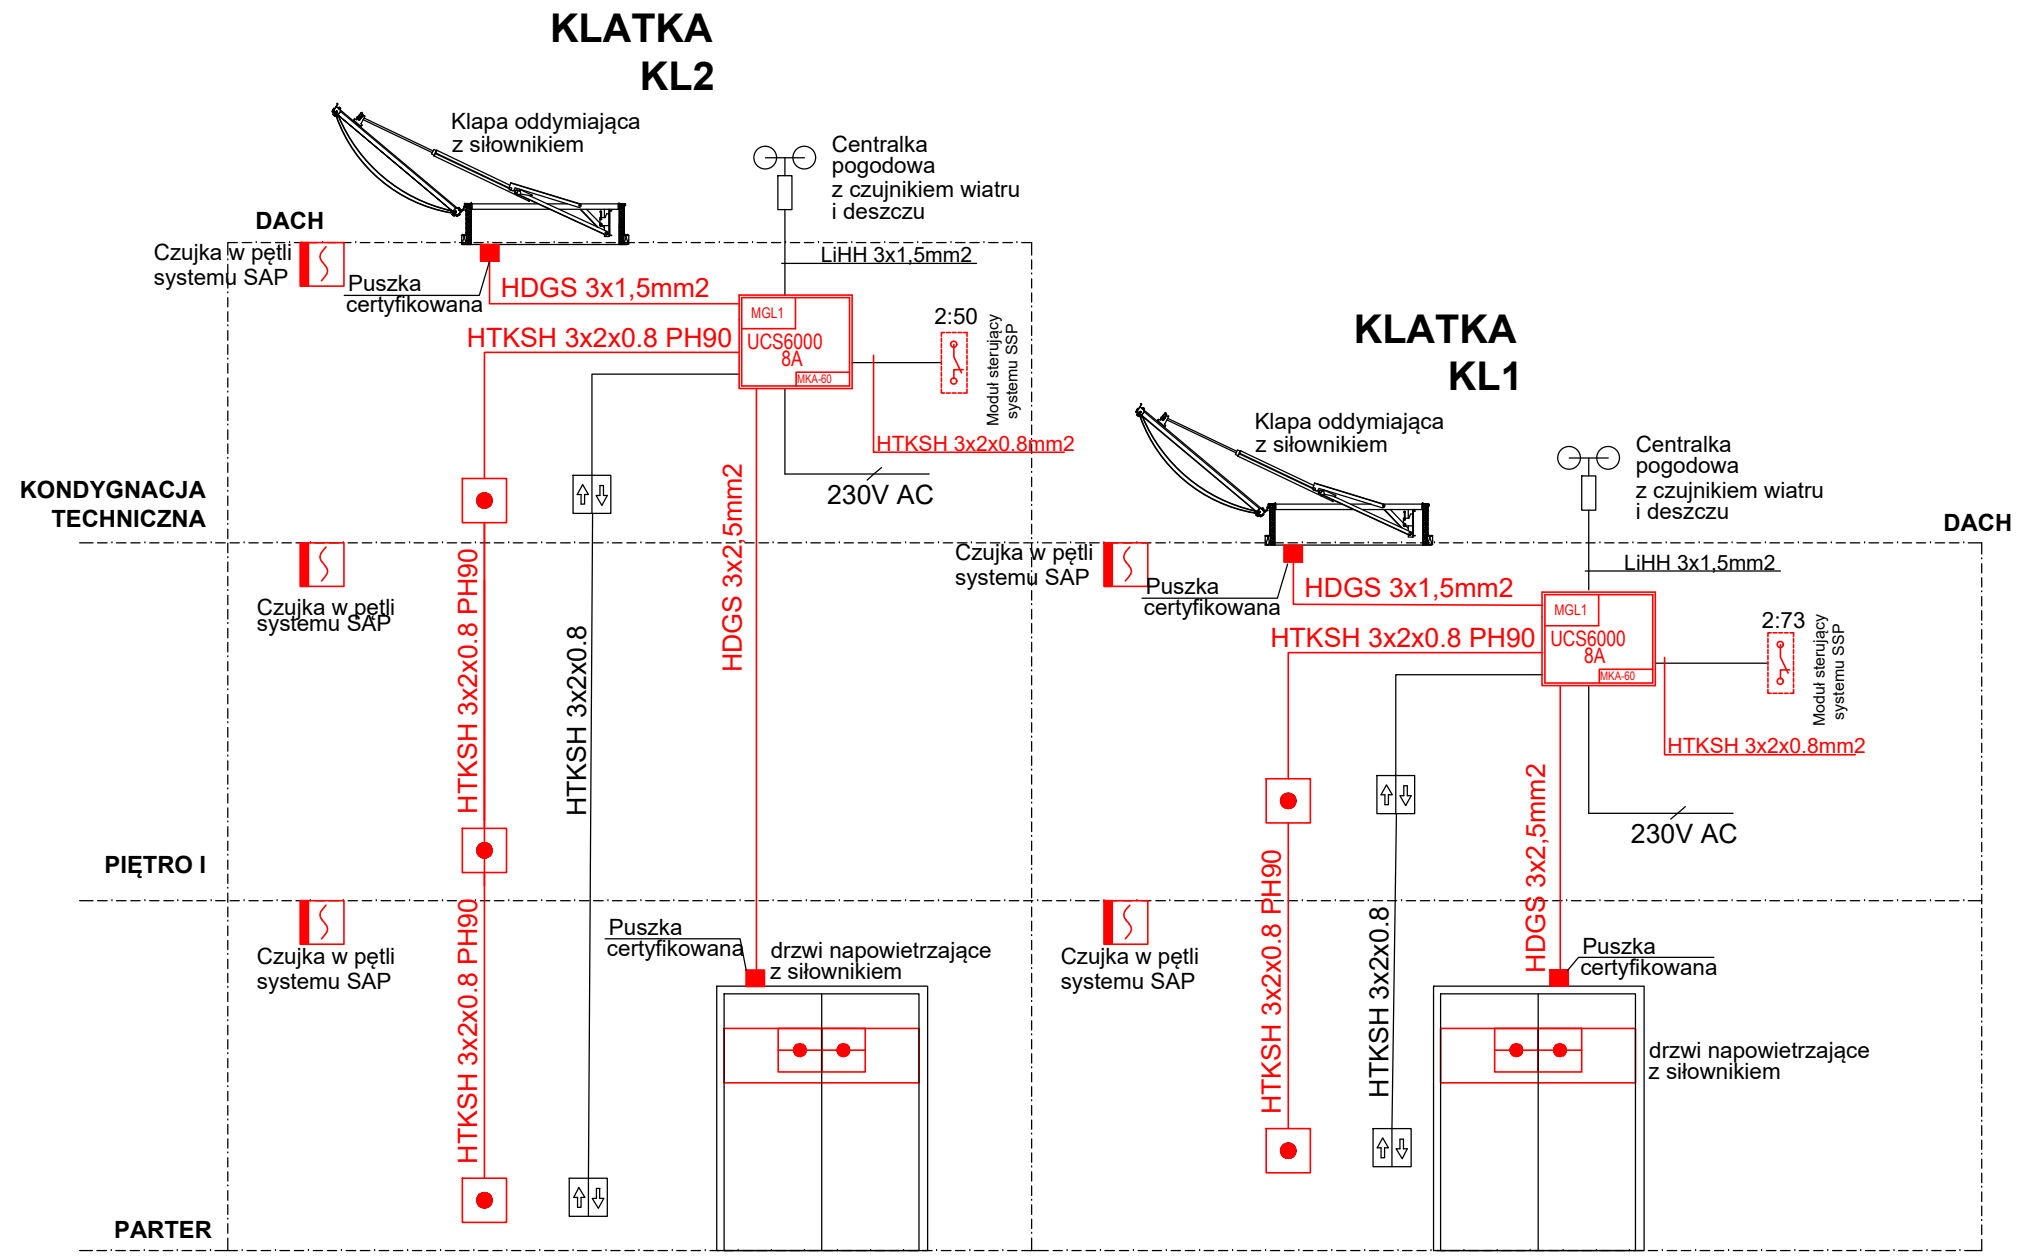 KLATKA
KL2
Klapa oddymiająca
z siłownikiem
Centralka
pogodowa
z czujnikiem wiatru
i deszczu
DACH
Czujka w pętli
systemu SAP
Puszka
certyfikowana
LiHH 3x1,5mm2
HDGS 3x1,5mm2
HTKSH 3x2x0.8 PH90
MGL1
UCS6000
8A
MKA-60
2:50
Moduł sterujący
systemu SSP
HTKSH 3x2x0.8mm2
230V AC
HDGS 3x2,5mm2
KONDYGNACJA
TECHNICZNA
Czujka w pętli
systemu SAP
HTKSH 3x2x0.8 PH90
HTKSH 3x2x0.8
PIĘTRO I
Czujka w pętli
systemu SAP
HTKSH 3x2x0.8 PH90
Puszka
certyfikowana
drzwi napowietrzające
z siłownikiem
PARTER
KLATKA
KL1
Klapa oddymiająca
z siłownikiem
Centralka
pogodowa
z czujnikiem wiatru
i deszczu
DACH
Czujka w pętli
systemu SAP
Puszka
certyfikowana
LiHH 3x1,5mm2
HDGS 3x1,5mm2
HTKSH 3x2x0.8 PH90
MGL1
UCS6000
8A
MKA-60
2:73
Moduł sterujący
systemu SSP
HTKSH 3x2x0.8mm2
230V AC
HDGS 3x2,5mm2
HTKSH 3x2x0.8 PH90
HTKSH 3x2x0.8
Czujka w pętli
systemu SAP
Puszka
certyfikowana
drzwi napowietrzające
z siłownikiem